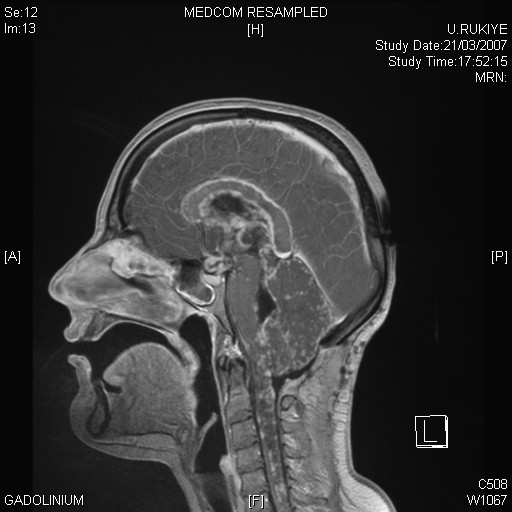 Se:12
Im:13
MEDCOM RESAMPLED
[H]
U.RUKIYE
Study Date:21/03/2007
Study Time:17:52:15
MRN:
[A]
[P]
L
GADOLINIUM
[F]
C508
W1067